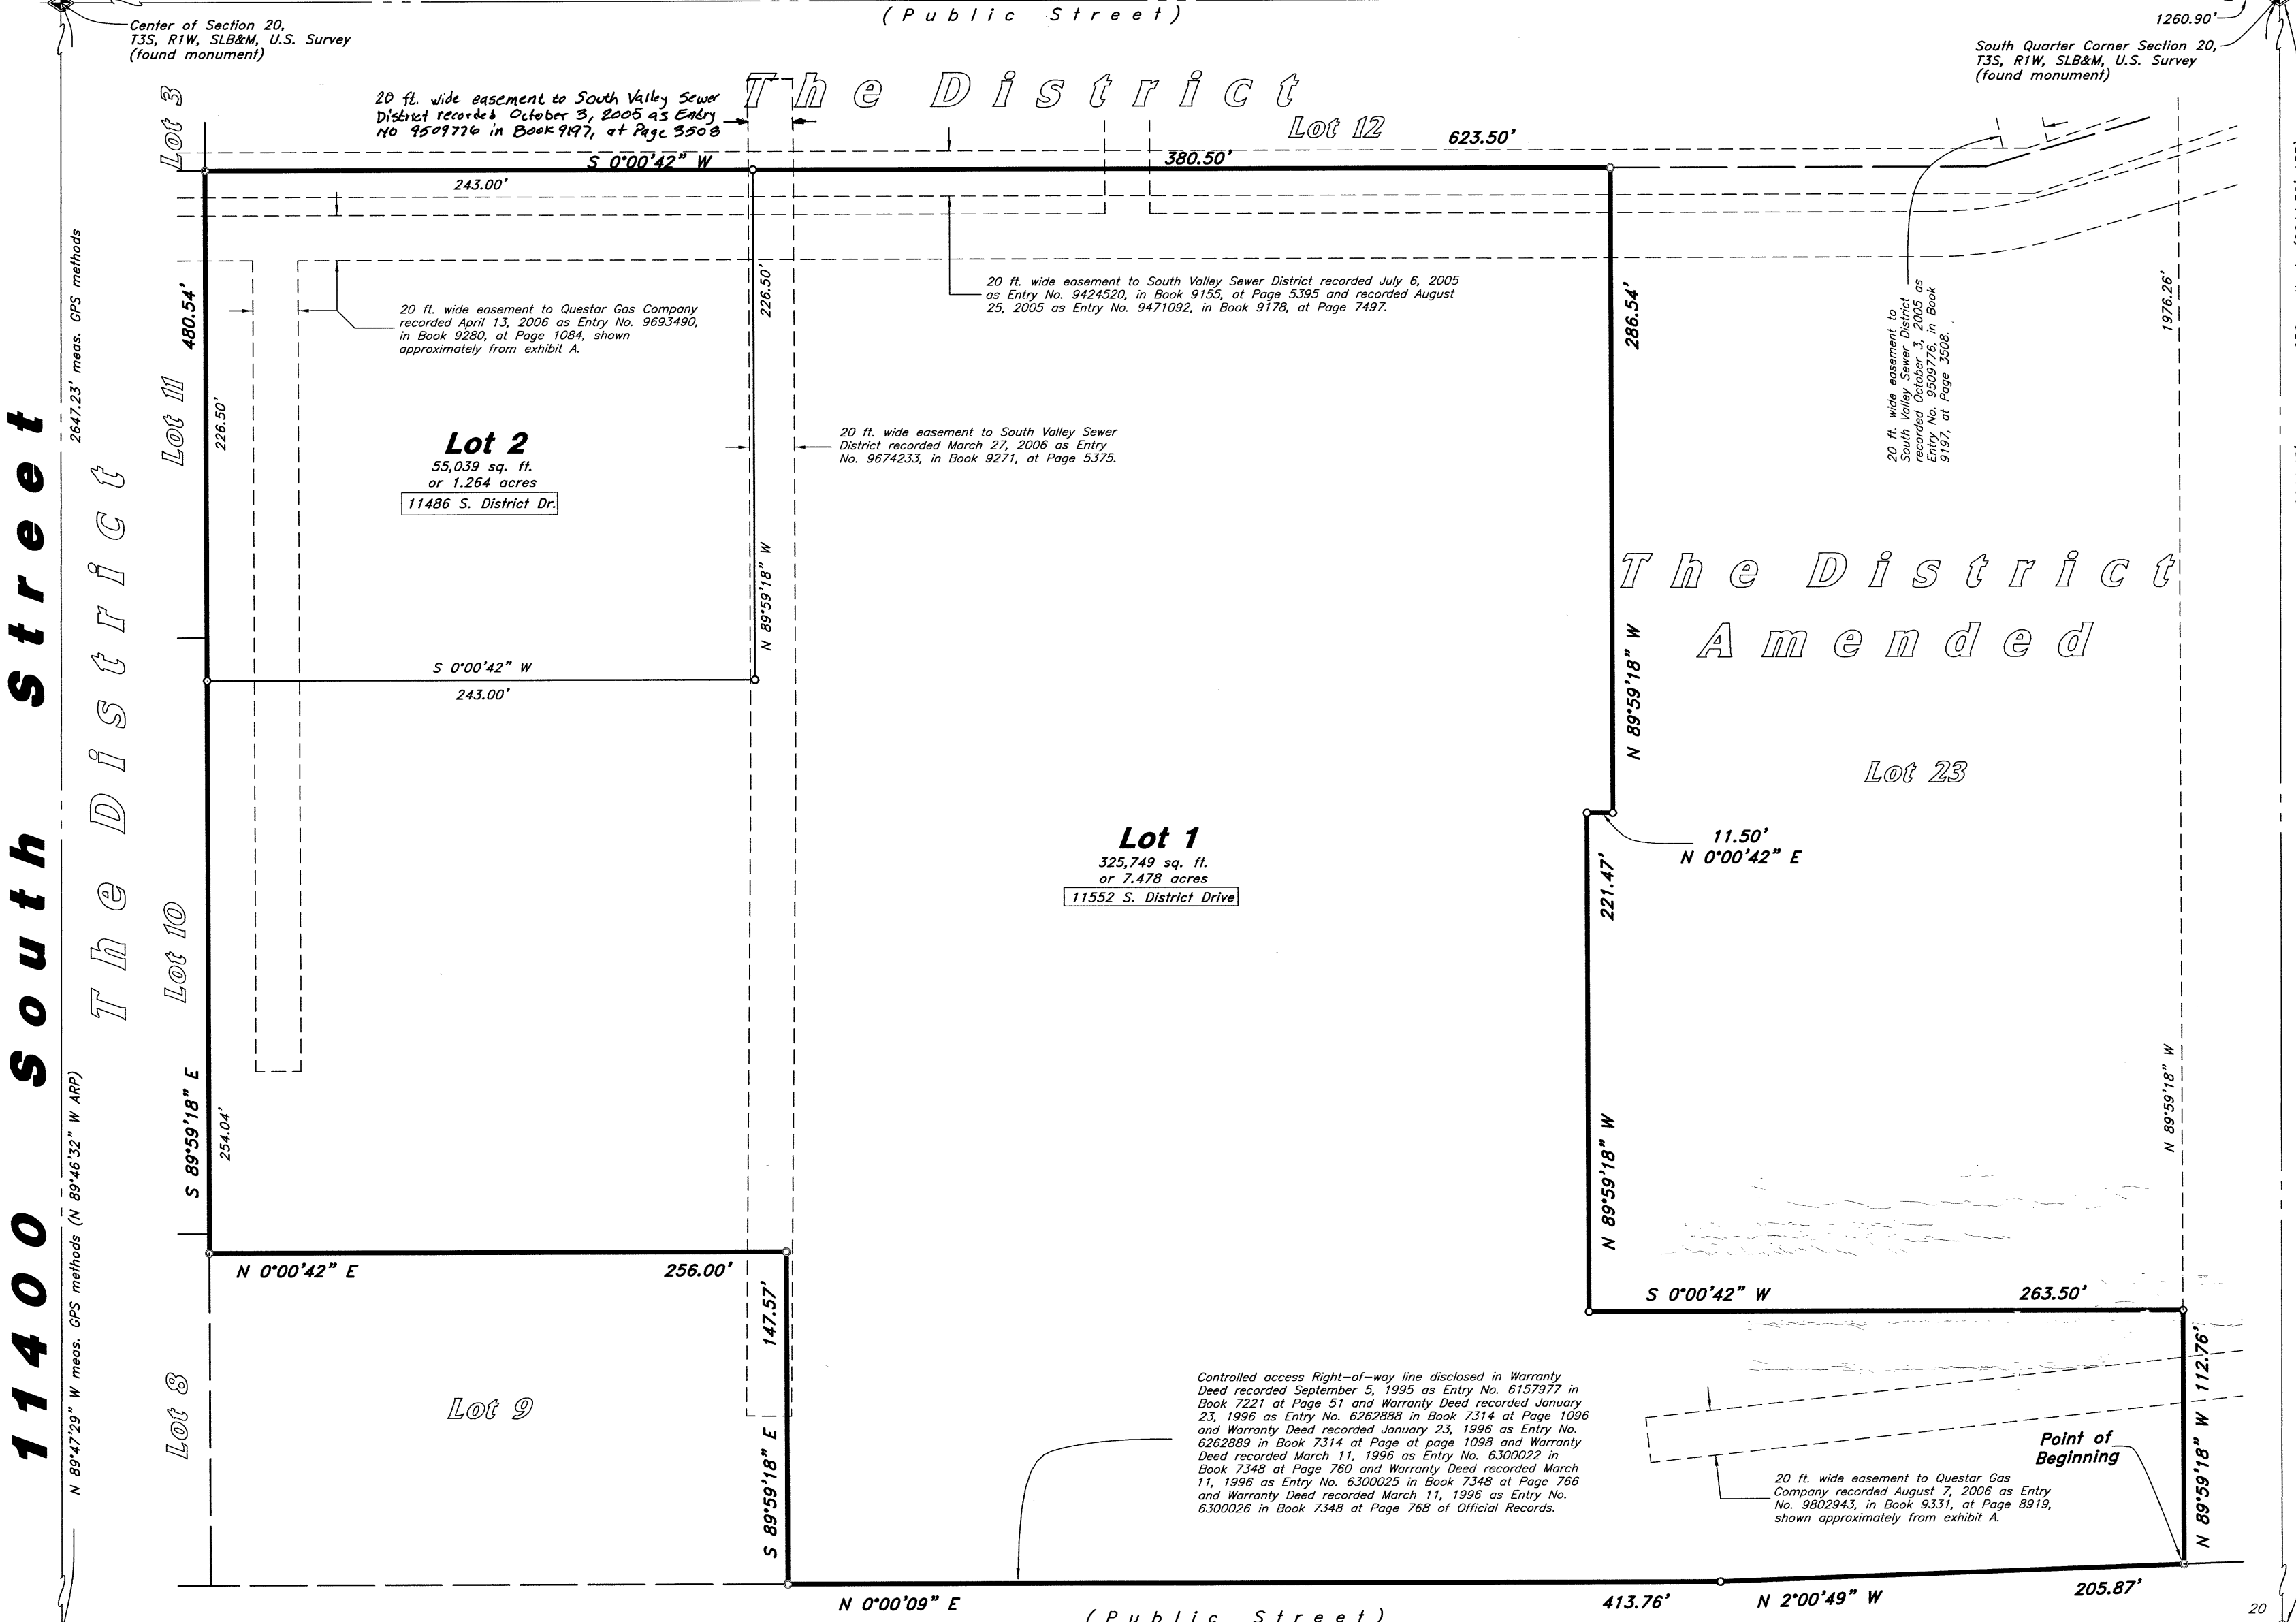 ( P u b l i c   S t r e e t )
Center of Section 20,
T3S, R1W, SLB&M, U.S. Survey
(found monument)
1260.90'
South Quarter Corner Section 20,
T3S, R1W, SLB&M, U.S. Survey
(found monument)
20 ft. wide easement to South Valley Sewer
District recorded October 3, 2005 as Entry
No 9509776 in Book 9197, at Page 3508
The District
Lot 3
Lot 12
623.50'
S 0°00'42" W
380.50'
243.00'
20 ft. wide easement to Questar Gas Company
recorded April 13, 2006 as Entry No. 9693490,
in Book 9280, at Page 1084, shown
approximately from exhibit A.
20 ft. wide easement to South Valley Sewer District recorded July 6, 2005
as Entry No. 9424520, in Book 9155, at Page 5395 and recorded August
25, 2005 as Entry No. 9471092, in Book 9178, at Page 7497.
20 ft. wide easement to
South Valley Sewer District
recorded October 3, 2005 as
Entry No. 9509776, in Book
9197, at Page 3508.
2647.23' meas. GPS methods
480.54'
226.50'
226.50'
286.54'
1976.26'
Lot 11
Lot 2
55,039 sq. ft.
or 1.264 acres
11486 S. District Dr.
20 ft. wide easement to South Valley Sewer
District recorded March 27, 2006 as Entry
No. 9674233, in Book 9271, at Page 5375.
N 89°59'18" W
S 0°00'42" W
243.00'
The District
Amended
N 89°59'18" W
Lot 23
11400 South Street
The District
Lot 1
325,749 sq. ft.
or 7.478 acres
11552 S. District Drive
11.50'
N 0°00'42" E
221.47'
Lot 10
S 89°59'18" E
254.04'
N 89°59'18" W
N 89°59'18" W
N 89°47'29" W meas. GPS methods (N 89°46'32" W ARP)
N 0°00'42" E
256.00'
147.57'
S 0°00'42" W
263.50'
112.76'
Lot 8
Lot 9
S 89°59'18" E
Controlled access Right-of-way line disclosed in Warranty
Deed recorded September 5, 1995 as Entry No. 6157977 in
Book 7221 at Page 51 and Warranty Deed recorded January
23, 1996 as Entry No. 6262888 in Book 7314 at Page 1096
and Warranty Deed recorded January 23, 1996 as Entry No.
6262889 in Book 7314 at Page at page 1098 and Warranty
Deed recorded March 11, 1996 as Entry No. 6300022 in
Book 7348 at Page 760 and Warranty Deed recorded March
11, 1996 as Entry No. 6300025 in Book 7348 at Page 766
and Warranty Deed recorded March 11, 1996 as Entry No.
6300026 in Book 7348 at Page 768 of Official Records.
Point of
Beginning
N 89°59'18" W
20 ft. wide easement to Questar Gas
Company recorded August 7, 2006 as Entry
No. 9802943, in Book 9331, at Page 8919,
shown approximately from exhibit A.
N 0°00'09" E
( P u b l i c   S t r e e t )
413.76'
N 2°00'49" W
205.87'
20